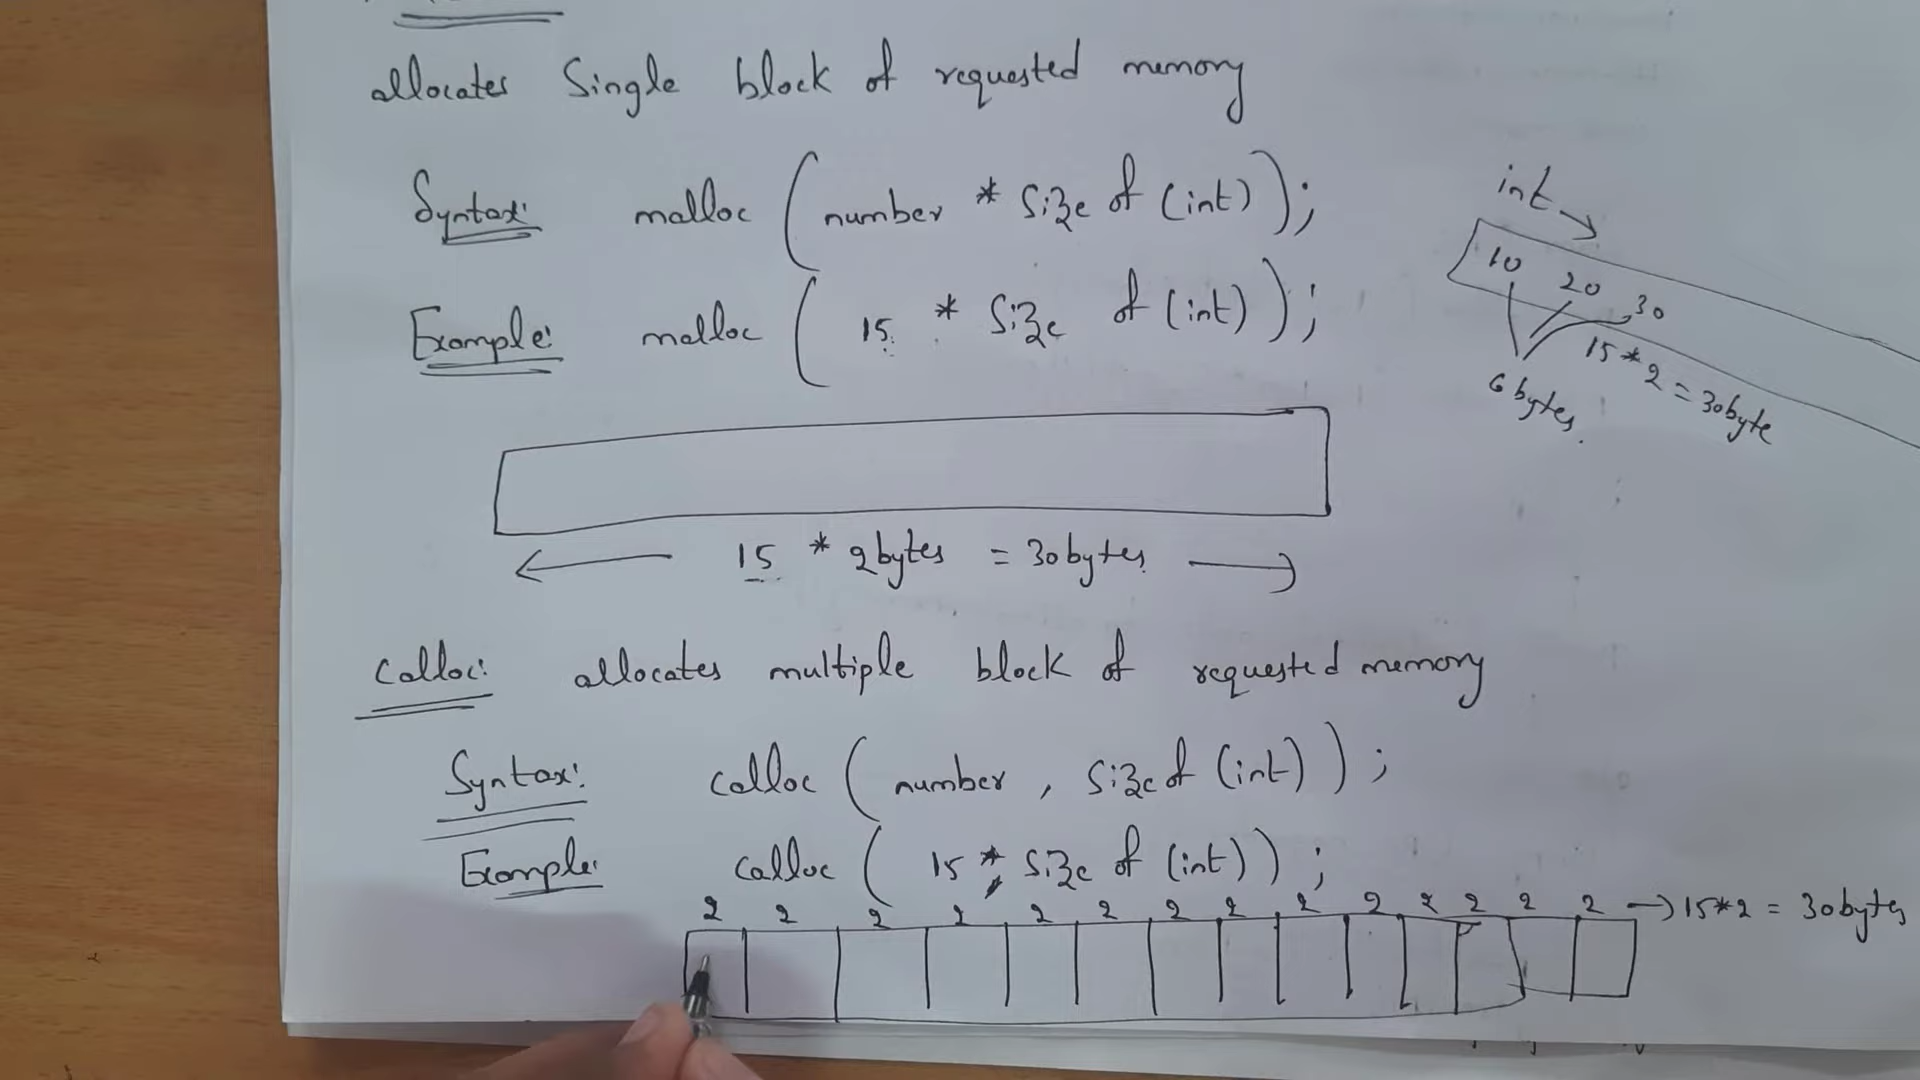 allocates Single block of requested memory
Syntax: malloc ( number * Size of (int) );
Example: malloc ( 15 * Size of (int) );
int →
10 20 30
6 bytes.
15 * 2 = 30byte
15 * 2bytes = 30bytes
Calloc: allocates multiple block of requested memory
Syntax: calloc ( number , Sizeof (int) ) ;
Example: calloc ( 15 * , Size of (int) ) ;
2 2 2 2 2 2 2 2 2 2 2 2 2 2 → 15*2 = 30bytes